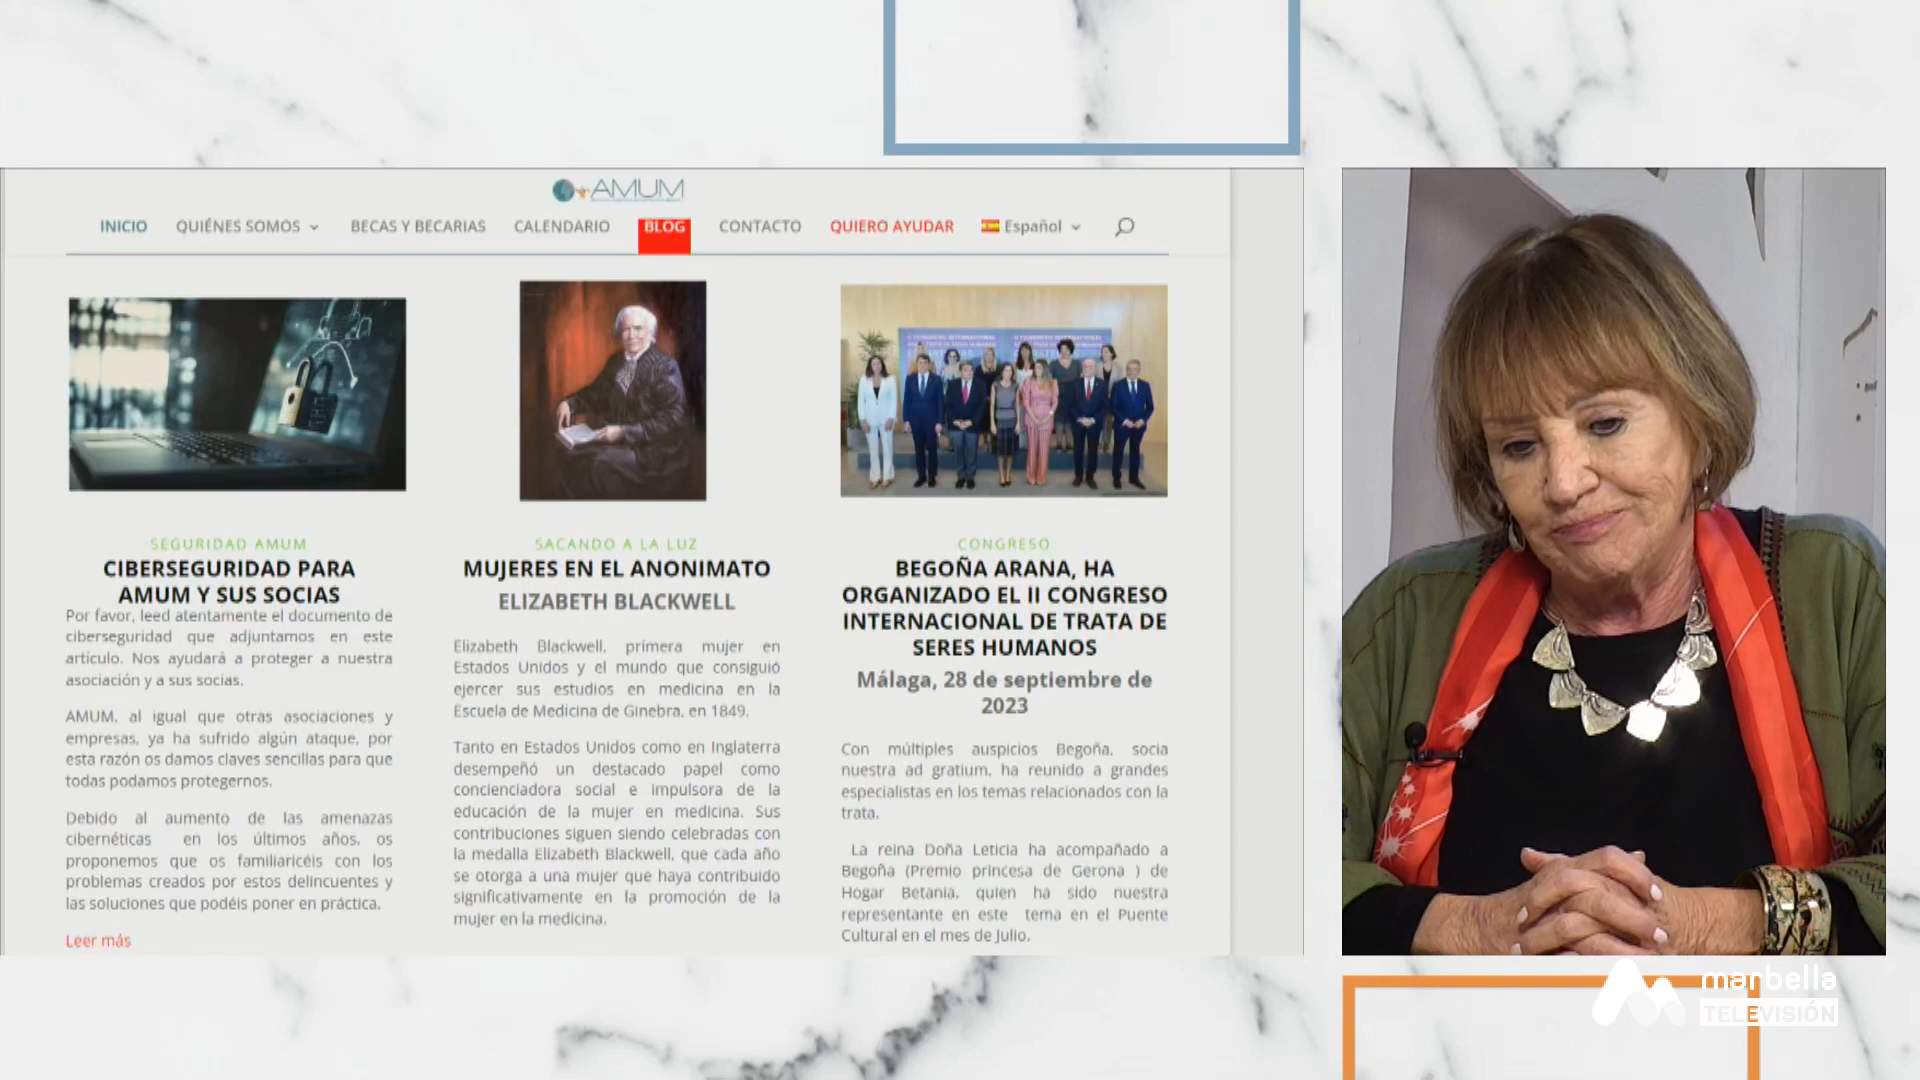 AMUM
INICIO QUIÉNES SOMOS BECAS Y BECARIAS CALENDARIO BLOG CONTACTO QUIERO AYUDAR Español
SEGURIDAD AMUM
CIBERSEGURIDAD PARA
AMUM Y SUS SOCIAS
Por favor, leed atentamente el documento de
ciberseguridad que adjuntamos en este
artículo. Nos ayudará a proteger a nuestra
asociación y a sus socias.
AMUM, al igual que otras asociaciones y
empresas, ya ha sufrido algún ataque, por
esta razón os damos claves sencillas para que
todas podamos protegernos.
Debido al aumento de las amenazas
cibernéticas en los últimos años, os
proponemos que os familiaricéis con los
problemas creados por estos delincuentes y
las soluciones que podéis poner en práctica.
Leer más
SACANDO A LA LUZ
MUJERES EN EL ANONIMATO
ELIZABETH BLACKWELL
Elizabeth Blackwell, primera mujer en
Estados Unidos y el mundo que consiguió
ejercer sus estudios en medicina en la
Escuela de Medicina de Ginebra, en 1849.
Tanto en Estados Unidos como en Inglaterra
desempeñó un destacado papel como
concienciadora social e impulsora de la
educación de la mujer en medicina. Sus
contribuciones siguen siendo celebradas con
la medalla Elizabeth Blackwell, que cada año
se otorga a una mujer que haya contribuido
significativamente en la promoción de la
mujer en la medicina.
CONGRESO
BEGOÑA ARANA, HA
ORGANIZADO EL II CONGRESO
INTERNACIONAL DE TRATA DE
SERES HUMANOS
Málaga, 28 de septiembre de
2023
Con múltiples auspicios Begoña, socia
nuestra ad gratium, ha reunido a grandes
especialistas en los temas relacionados con la
trata.
La reina Doña Leticia ha acompañado a
Begoña (Premio princesa de Gerona ) de
Hogar Betania, quien ha sido nuestra
representante en este tema en el Puente
Cultural en el mes de Julio.
marbella
TELEVISIÓN